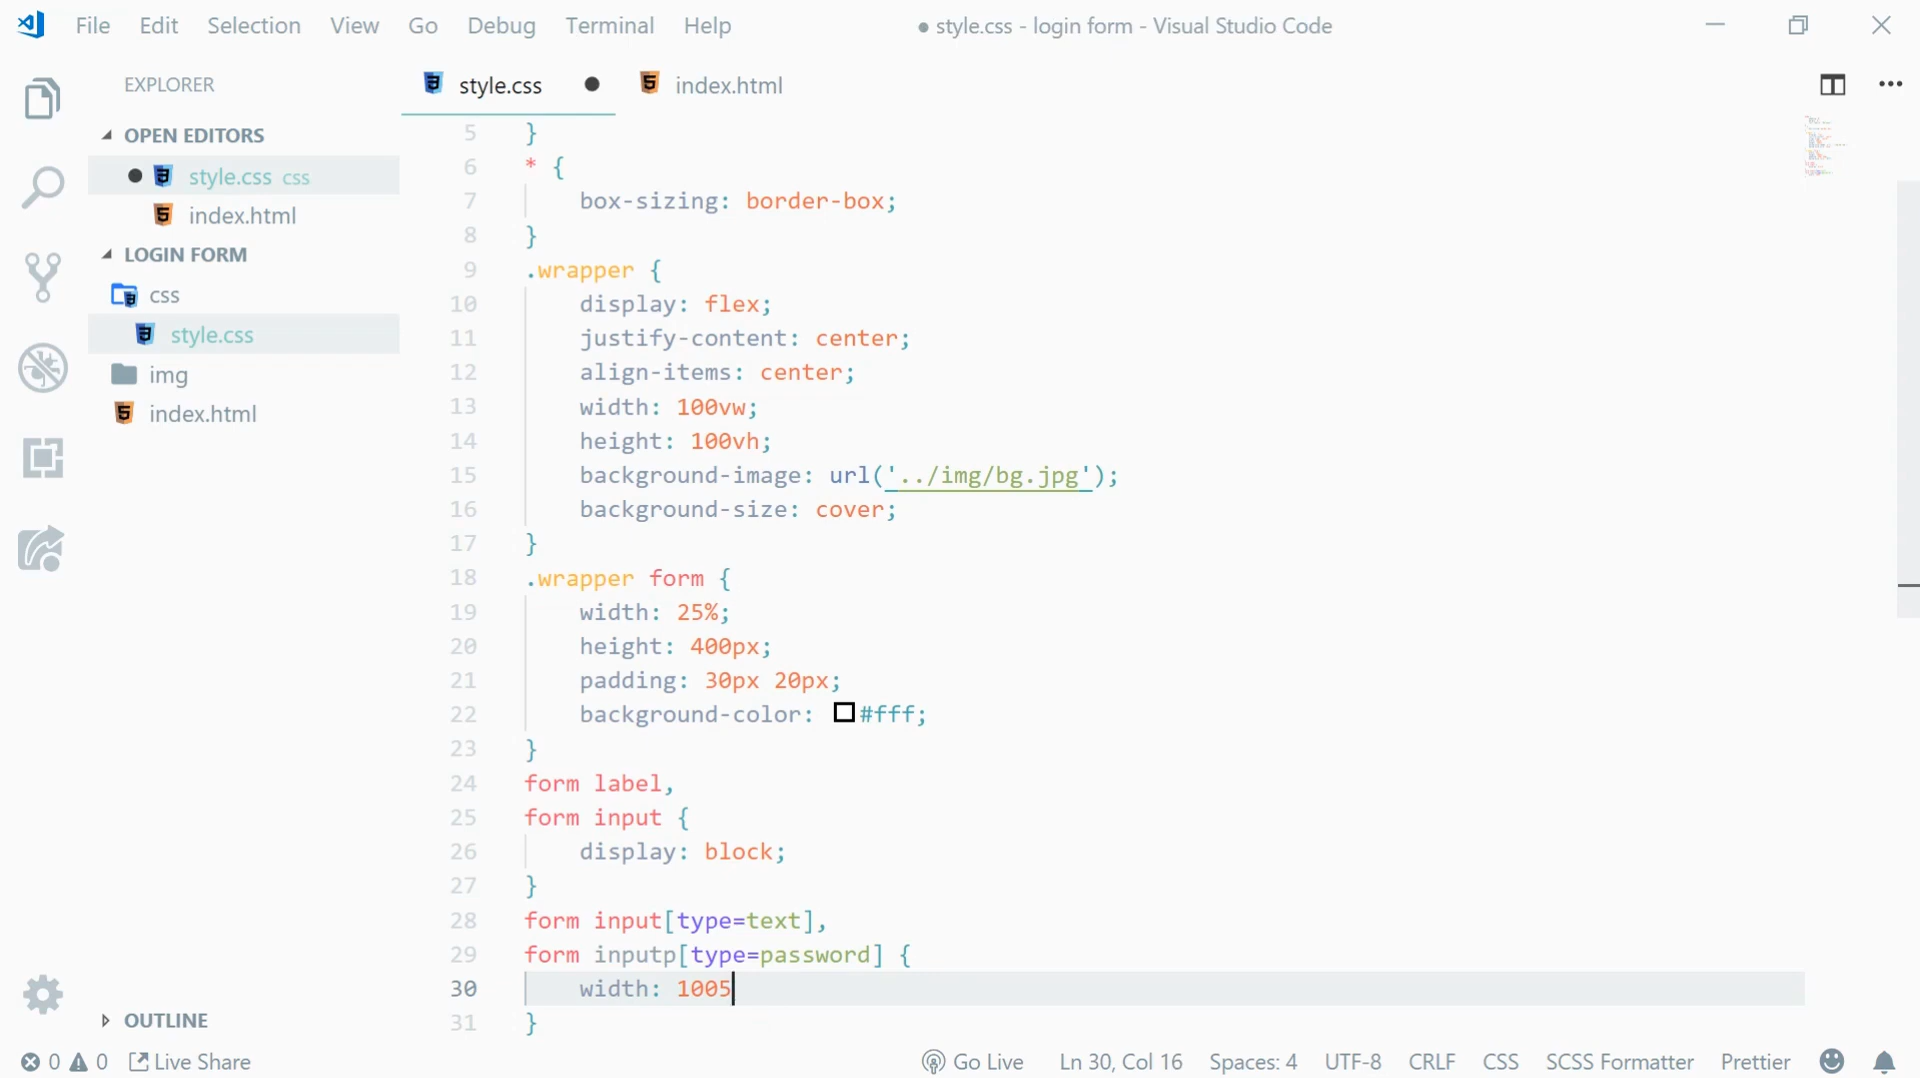 File Edit Selection View Go Debug Terminal Help ● style.css - login form - Visual Studio Code
EXPLORER
style.css ● index.html
OPEN EDITORS
● style.css css
index.html
LOGIN FORM
css
style.css
img
index.html
OUTLINE
5 }
6 * {
7 box-sizing: border-box;
8 }
9 .wrapper {
10 display: flex;
11 justify-content: center;
12 align-items: center;
13 width: 100vw;
14 height: 100vh;
15 background-image: url('../img/bg.jpg');
16 background-size: cover;
17 }
18 .wrapper form {
19 width: 25%;
20 height: 400px;
21 padding: 30px 20px;
22 background-color: #fff;
23 }
24 form label,
25 form input {
26 display: block;
27 }
28 form input[type=text],
29 form inputp[type=password] {
30 width: 1005
31 }
0 0 Live Share Go Live Ln 30, Col 16 Spaces: 4 UTF-8 CRLF CSS SCSS Formatter Prettier